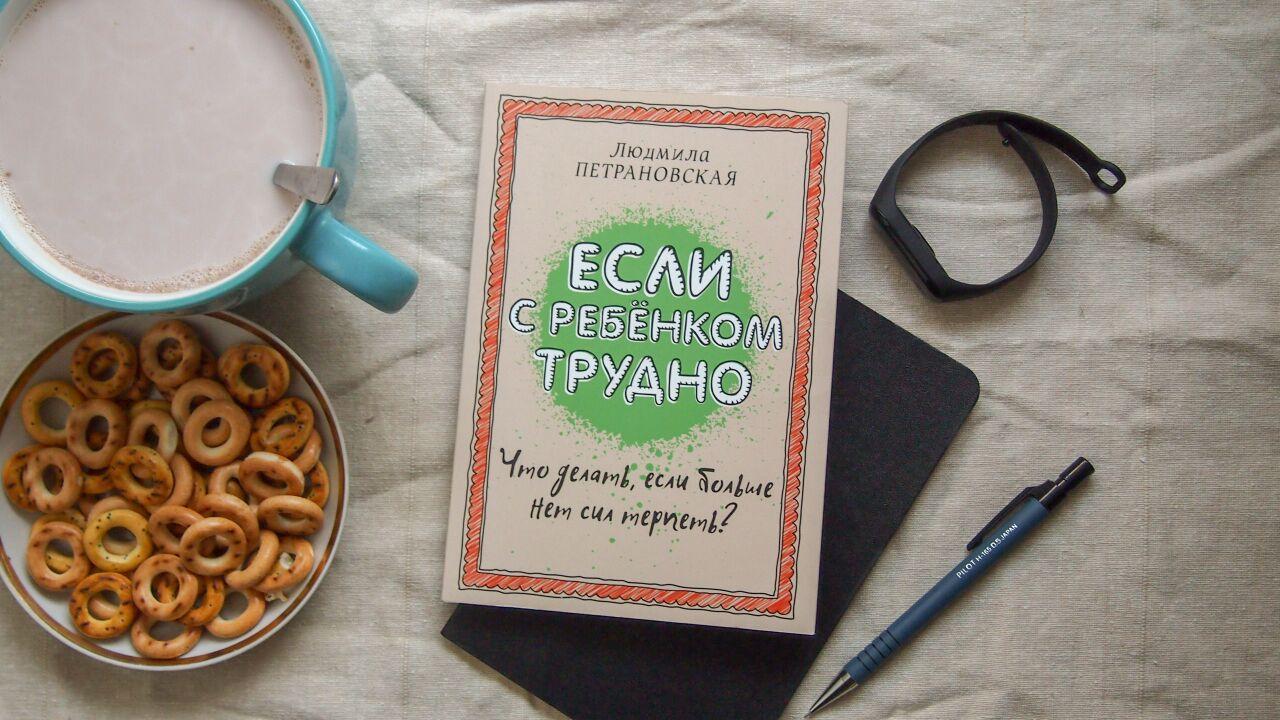 Людмила
ПЕТРАНОВСКАЯ
ЕСЛИ
С РЕБЁНКОМ
ТРУДНО
Что делать, если больше
нет сил терпеть?
PILOT H-165 0.5 JAPAN